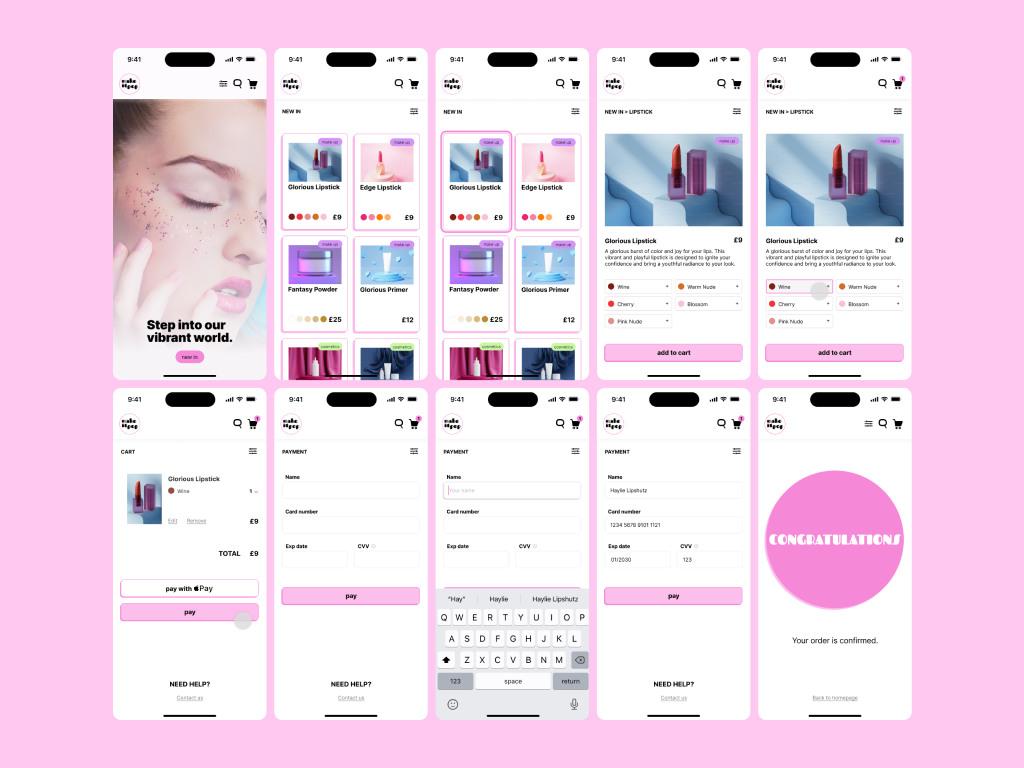 9:41
make
it pop
Step into our
vibrant world.
new in
9:41
make
it pop
NEW IN
make up
Glorious Lipstick
£9
make up
Edge Lipstick
£9
make up
Fantasy Powder
£25
make up
Glorious Primer
£12
cosmetics
cosmetics
9:41
make
it pop
NEW IN
make up
Glorious Lipstick
£9
make up
Edge Lipstick
£9
make up
Fantasy Powder
£25
make up
Glorious Primer
£12
cosmetics
cosmetics
9:41
make
it pop
NEW IN > LIPSTICK
make up
Glorious Lipstick £9
A glorious burst of color and joy for your lips. This
vibrant and playful lipstick is designed to ignite your
confidence and bring a youthful radiance to your look.
Wine +
Warm Nude +
Cherry +
Blossom +
Pink Nude +
add to cart
9:41
make
it pop
1
NEW IN > LIPSTICK
make up
Glorious Lipstick £9
A glorious burst of color and joy for your lips. This
vibrant and playful lipstick is designed to ignite your
confidence and bring a youthful radiance to your look.
Wine +
Warm Nude +
Cherry +
Blossom +
Pink Nude +
add to cart
9:41
make
it pop
1
CART
Glorious Lipstick
Wine 1
Edit Remove £9
TOTAL £9
pay with Pay
pay
NEED HELP?
Contact us
9:41
make
it pop
1
PAYMENT
Name
Card number
Exp date CVV
pay
NEED HELP?
Contact us
9:41
make
it pop
1
PAYMENT
Name
Your name
Card number
Exp date CVV
"Hay" Haylie Haylie Lipshutz
Q W E R T Y U I O P
A S D F G H J K L
Z X C V B N M
123 space return
9:41
make
it pop
1
PAYMENT
Name
Haylie Lipshutz
Card number
1234 5678 9101 1121
Exp date CVV
01/2030 123
pay
NEED HELP?
Contact us
9:41
make
it pop
CONGRATULATIONS
Your order is confirmed.
Back to homepage